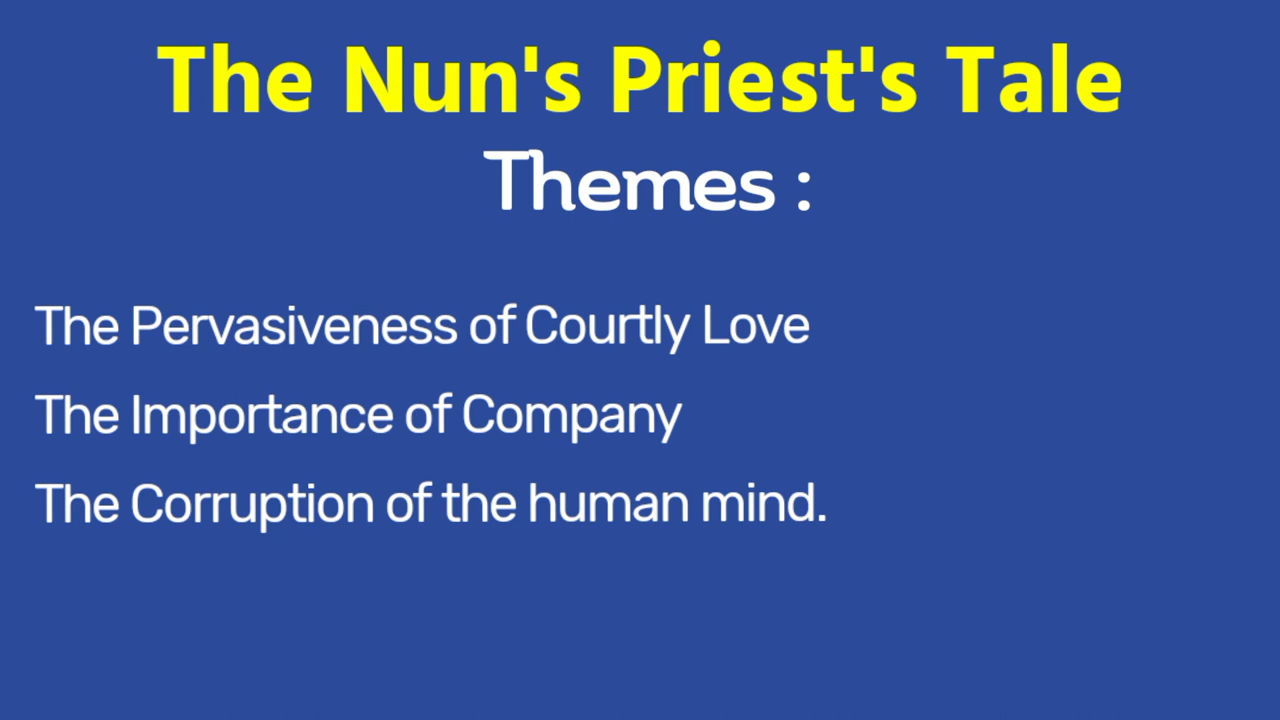 The Nun's Priest's Tale
Themes :
The Pervasiveness of Courtly Love
The Importance of Company
The Corruption of the human mind.